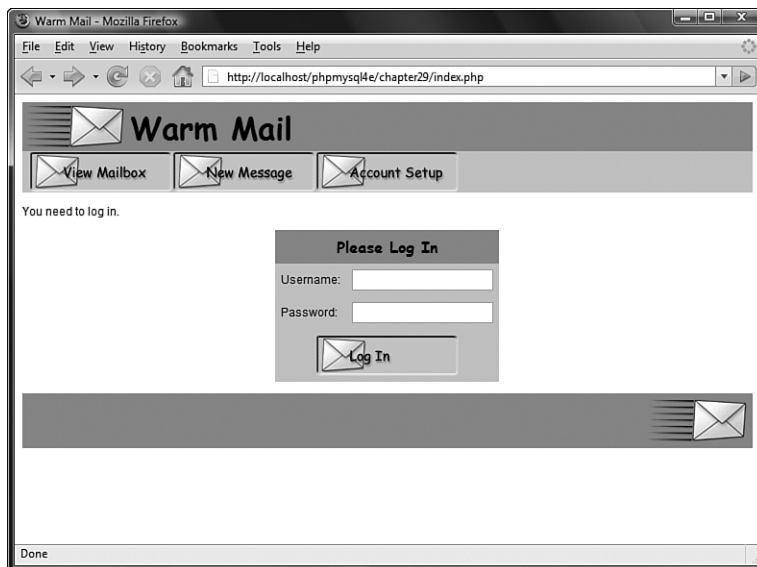 Warm Mail - Mozilla Firefox
File Edit View History Bookmarks Tools Help
http://localhost/phpmysql4e/chapter29/index.php
Warm Mail
View Mailbox New Message Account Setup
You need to log in.
Please Log In
Username:
Password:
Log In
Done